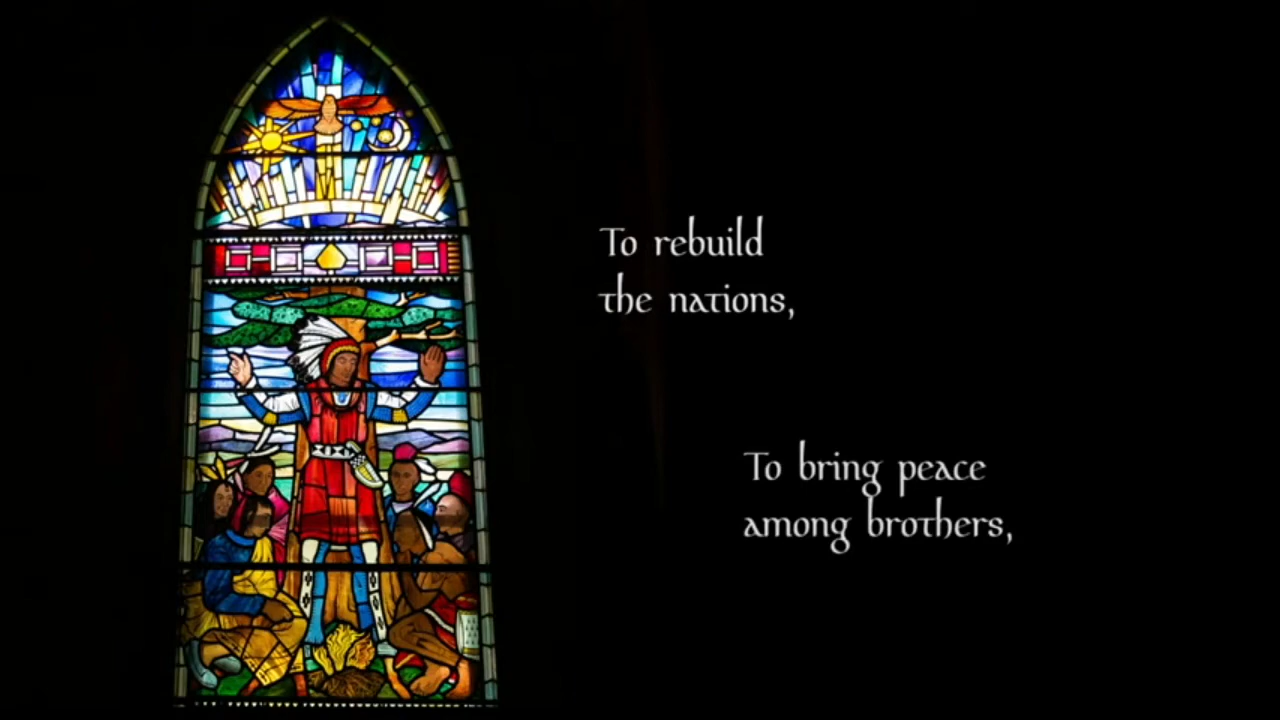 To rebuild
the nations,
To bring peace
among brothers,